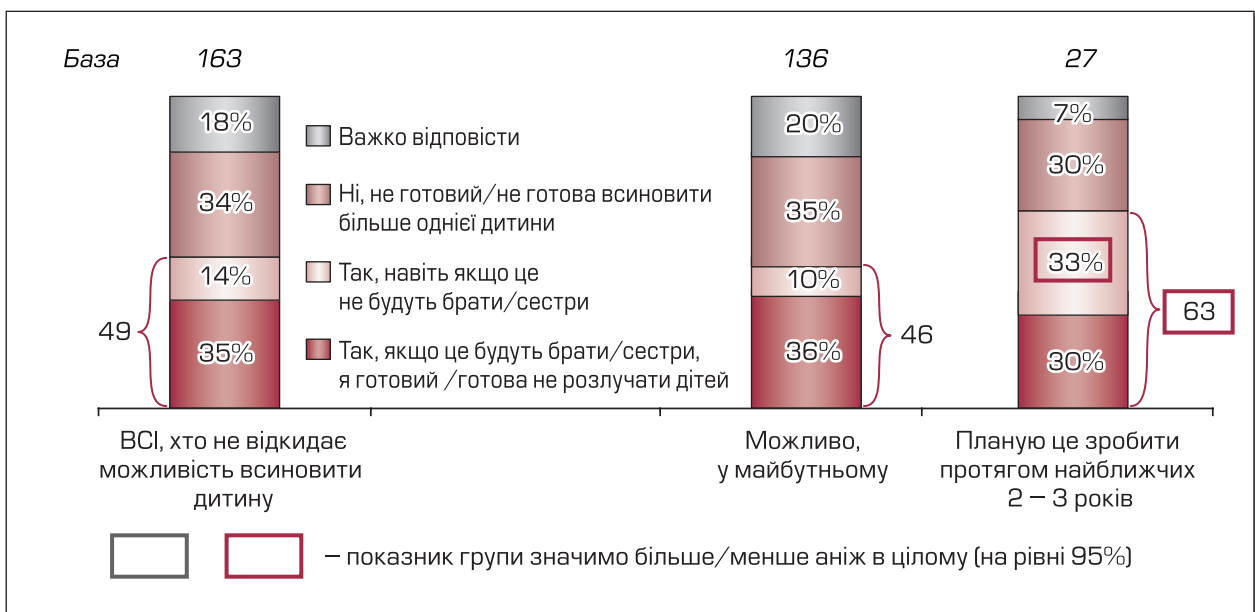 База 163 136 27
18%
34%
14%
35%
49
Важко відповісти
Ні, не готовий/не готова всиновити
більше однієї дитини
Так, навіть якщо це
не будуть брати/сестри
Так, якщо це будуть брати/сестри,
я готовий /готова не розлучати дітей
20%
35%
10%
36%
46
7%
30%
33%
30%
63
ВСІ, хто не відкидає
можливість всиновити
дитину
Можливо,
у майбутньому
Планую це зробити
протягом найближчих
2 – 3 років
– показник групи значимо більше/менше аніж в цілому (на рівні 95%)